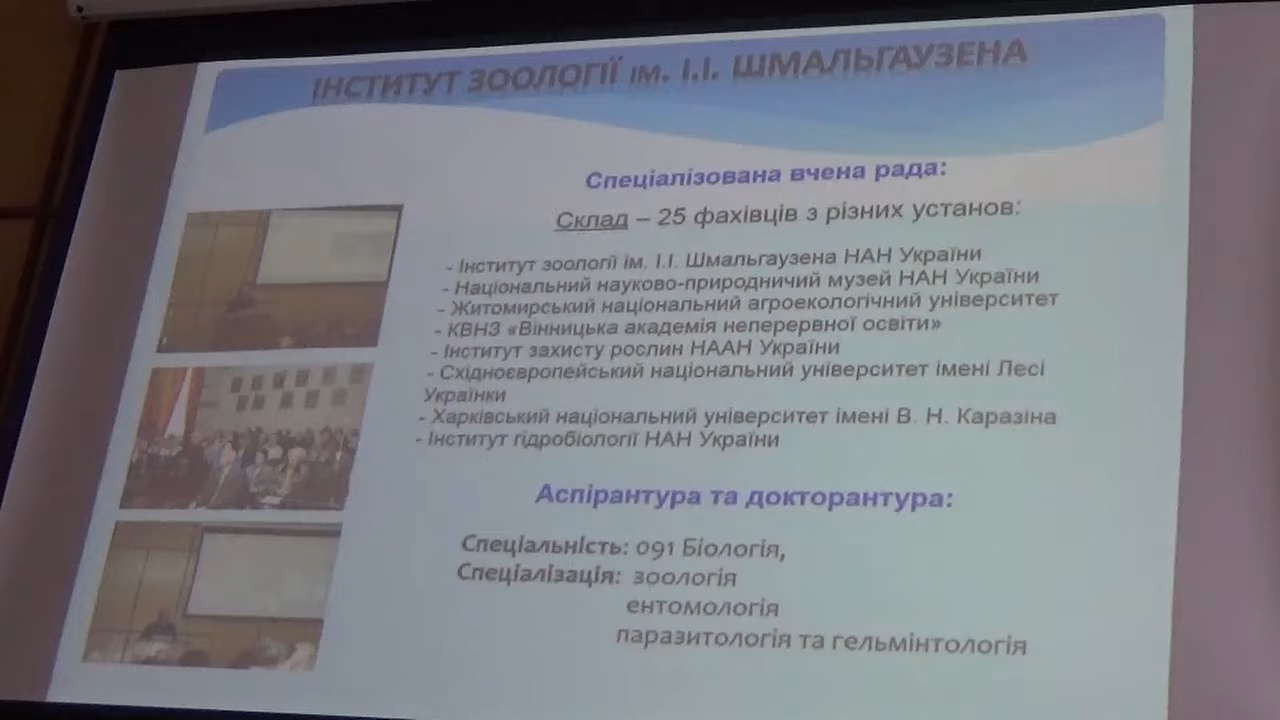 ІНСТИТУТ ЗООЛОГІЇ ІМ. І.І. ШМАЛЬГАУЗЕНА
Спеціалізована вчена рада:
Склад – 25 фахівців з різних установ:
- Інститут зоології ім. І.І. Шмальгаузена НАН України
- Національний науково-природничий музей НАН України
- Житомирський національний агроекологічний університет
- КВНЗ «Вінницька академія неперервної освіти»
- Інститут захисту рослин НААН України
- Східноєвропейський національний університет імені Лесі
Українки
- Харківський національний університет імені В. Н. Каразіна
- Інститут гідробіології НАН України
Аспірантура та докторантура:
Спеціальність: 091 Біологія,
Спеціалізація: зоологія
ентомологія
паразитологія та гельмінтологія